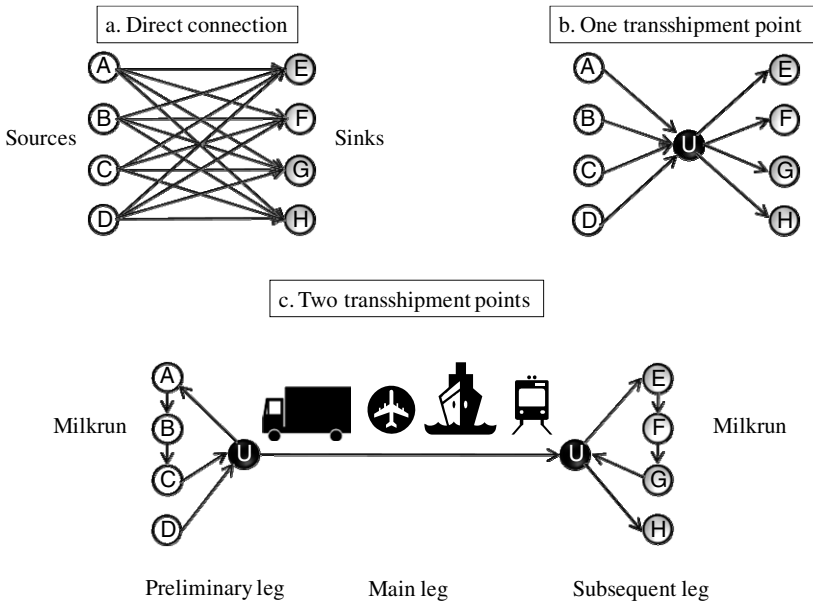 a. Direct connection
b. One transshipment point
A
E
B
F
Sources
Sinks
C
G
D
H
A
E
B
F
U
C
G
D
H
c. Two transshipment points
A
E
Milkrun
B
F
Milkrun
U
U
C
G
D
H
Preliminary leg
Main leg
Subsequent leg